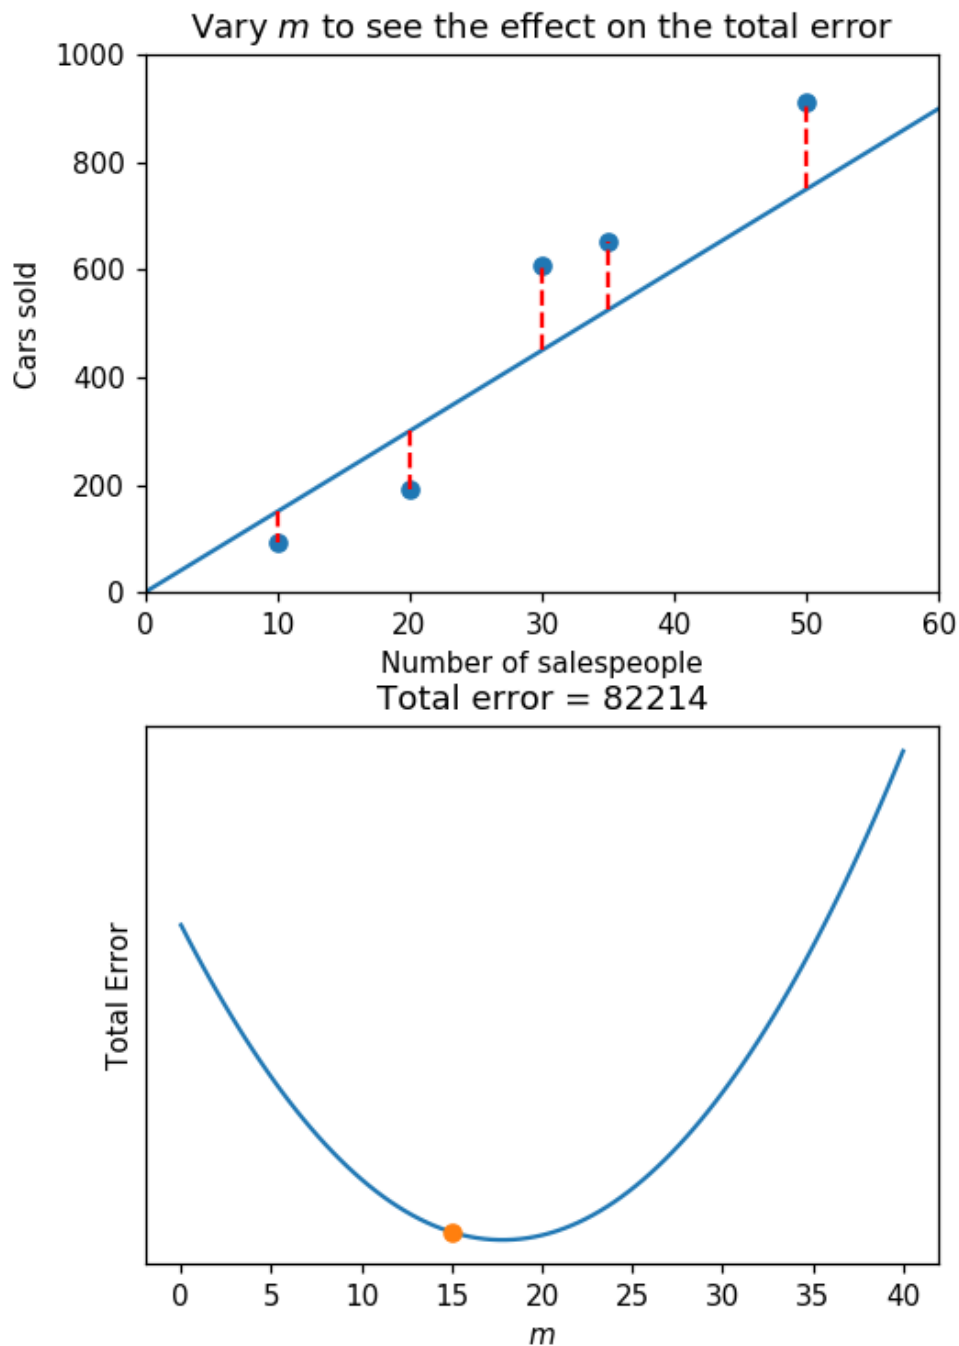 Vary m to see the effect on the total error
1000
800
600
400
200
0
Cars sold
0 10 20 30 40 50 60
Number of salespeople
Total error = 82214
Total Error
0 5 10 15 20 25 30 35 40
m